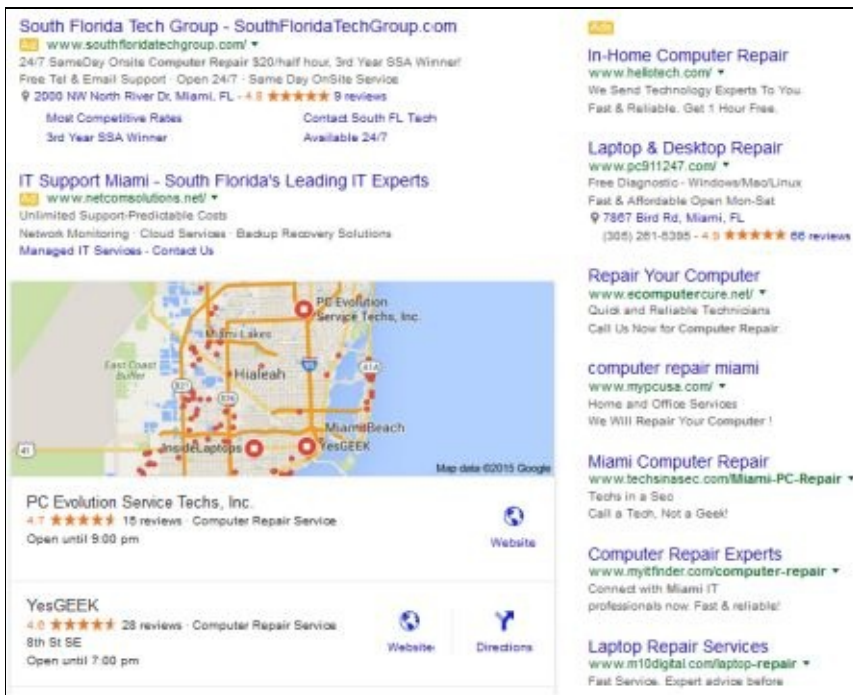 South Florida Tech Group - SouthFloridaTechGroup.com
Ad www.southfloridatechgroup.com/
24/7 SameDay Onsite Computer Repair $20/half hour, 3rd Year SSA Winner!
Free Tel & Email Support · Open 24/7 · Same Day OnSite Service
2000 NW North River Dr, Miami, FL - 4.8 ★★★★★ 9 reviews
Most Competitive Rates
Contact South FL Tech
3rd Year SSA Winner
Available 24/7
IT Support Miami - South Florida's Leading IT Experts
Ad www.netcomsolutions.net/
Unlimited Support-Predictable Costs
Network Monitoring · Cloud Services · Backup Recovery Solutions
Managed IT Services - Contact Us
PC Evolution
Service Techs, Inc.
Miami Lakes
East Coast
Buffer
Hialeah
A1A
821
826
95
41
MiamiBeach
InsideLaptops
YesGEEK
Map data ©2015 Google
PC Evolution Service Techs, Inc.
4.7 ★★★★★ 15 reviews · Computer Repair Service
Open until 9:00 pm
Website
YesGEEK
28 reviews · Computer Repair Service
8th St SE
Open until 7:00 pm
Website
Directions
Ads
In-Home Computer Repair
www.hellotech.com/
We Send Technology Experts To You
Fast & Reliable. Get 1 Hour Free.
Laptop & Desktop Repair
www.pc911247.com/
Free Diagnostic - Windows/Mac/Linux
Fast & Affordable Open Mon-Sat
7867 Bird Rd, Miami, FL
(305) 261-5395 - 4.9 ★★★★★ 66 reviews
Repair Your Computer
www.ecomputercure.net/
Quick and Reliable Technicians
Call Us Now for Computer Repair
computer repair miami
www.mypcusa.com/
Home and Office Services
We Will Repair Your Computer !
Miami Computer Repair
www.techsinasec.com/Miami-PC-Repair
Techs in a Sec
Call a Tech, Not a Geek!
Computer Repair Experts
www.myitfinder.com/computer-repair
Connect with Miami IT
professionals now. Fast & reliable!
Laptop Repair Services
www.m10digital.com/laptop-repair
Fast Service. Expert advice before